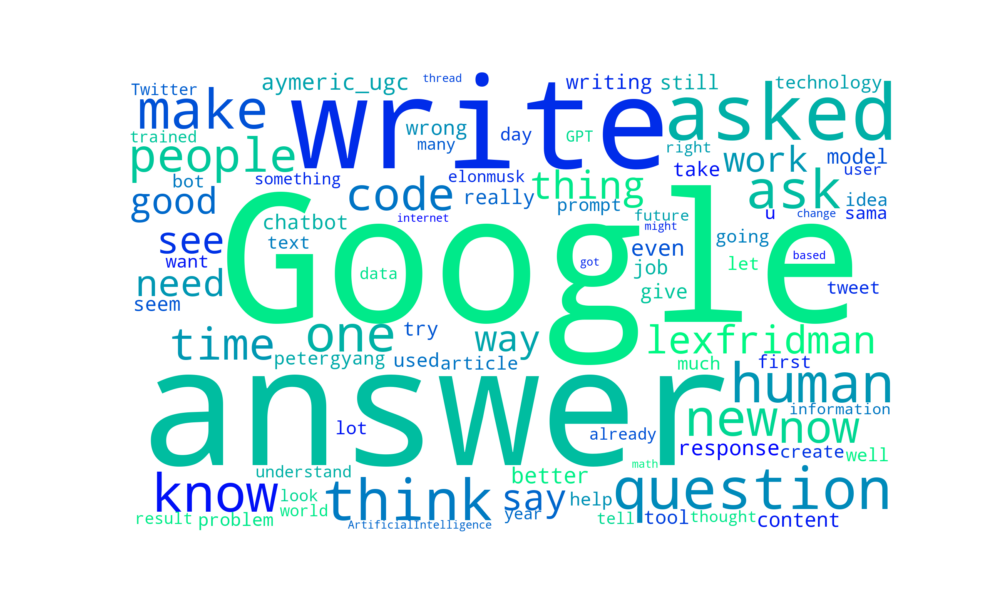 Twitter aymeric_ugc thread writing still technology
make write asked
trained wrong many day GPT right
people work model user
bot something elonmusk thing take ask idea
good code really prompt u change sama
chatbot internet future might
see text even going
want data got job let based
need give tweet
seem
time one try way lexfridman
petergyang used article much first
Google
answer human
new now information
lot already response create well
understand better math
know look think say help question
world year
result problem ArtificialIntelligence tell tool thought content